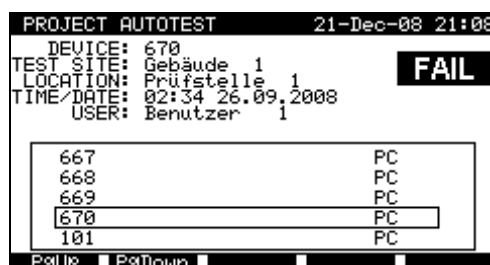 PROJECT AUTOTEST 21-Dec-08 21:08
DEVICE: 670
TEST SITE: Gebäude 1
FAIL
LOCATION: Prüfstelle 1
TIME/DATE: 02:34 26.09.2008
USER: Benutzer 1
667 PC
668 PC
669 PC
670 PC
101 PC
PgUp PgDown